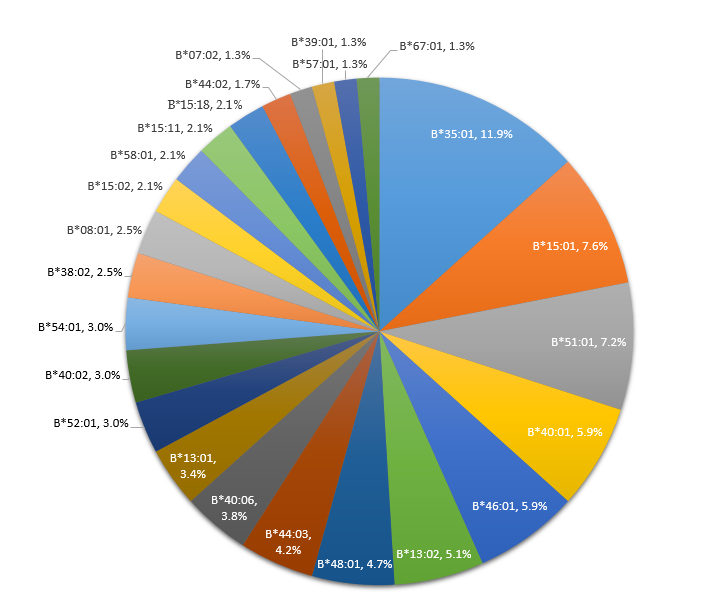 B*35:01, 11.9%
B*15:01, 7.6%
B*51:01, 7.2%
B*40:01, 5.9%
B*46:01, 5.9%
B*13:02, 5.1%
B*48:01, 4.7%
B*44:03,
4.2%
B*40:06,
3.8%
B*13:01,
3.4%
B*52:01, 3.0%
B*40:02, 3.0%
B*54:01, 3.0%
B*38:02, 2.5%
B*08:01, 2.5%
B*15:02, 2.1%
B*58:01, 2.1%
B*15:11, 2.1%
B*15:18, 2.1%
B*44:02, 1.7%
B*07:02, 1.3%
B*39:01, 1.3%
B*57:01, 1.3%
B*67:01, 1.3%